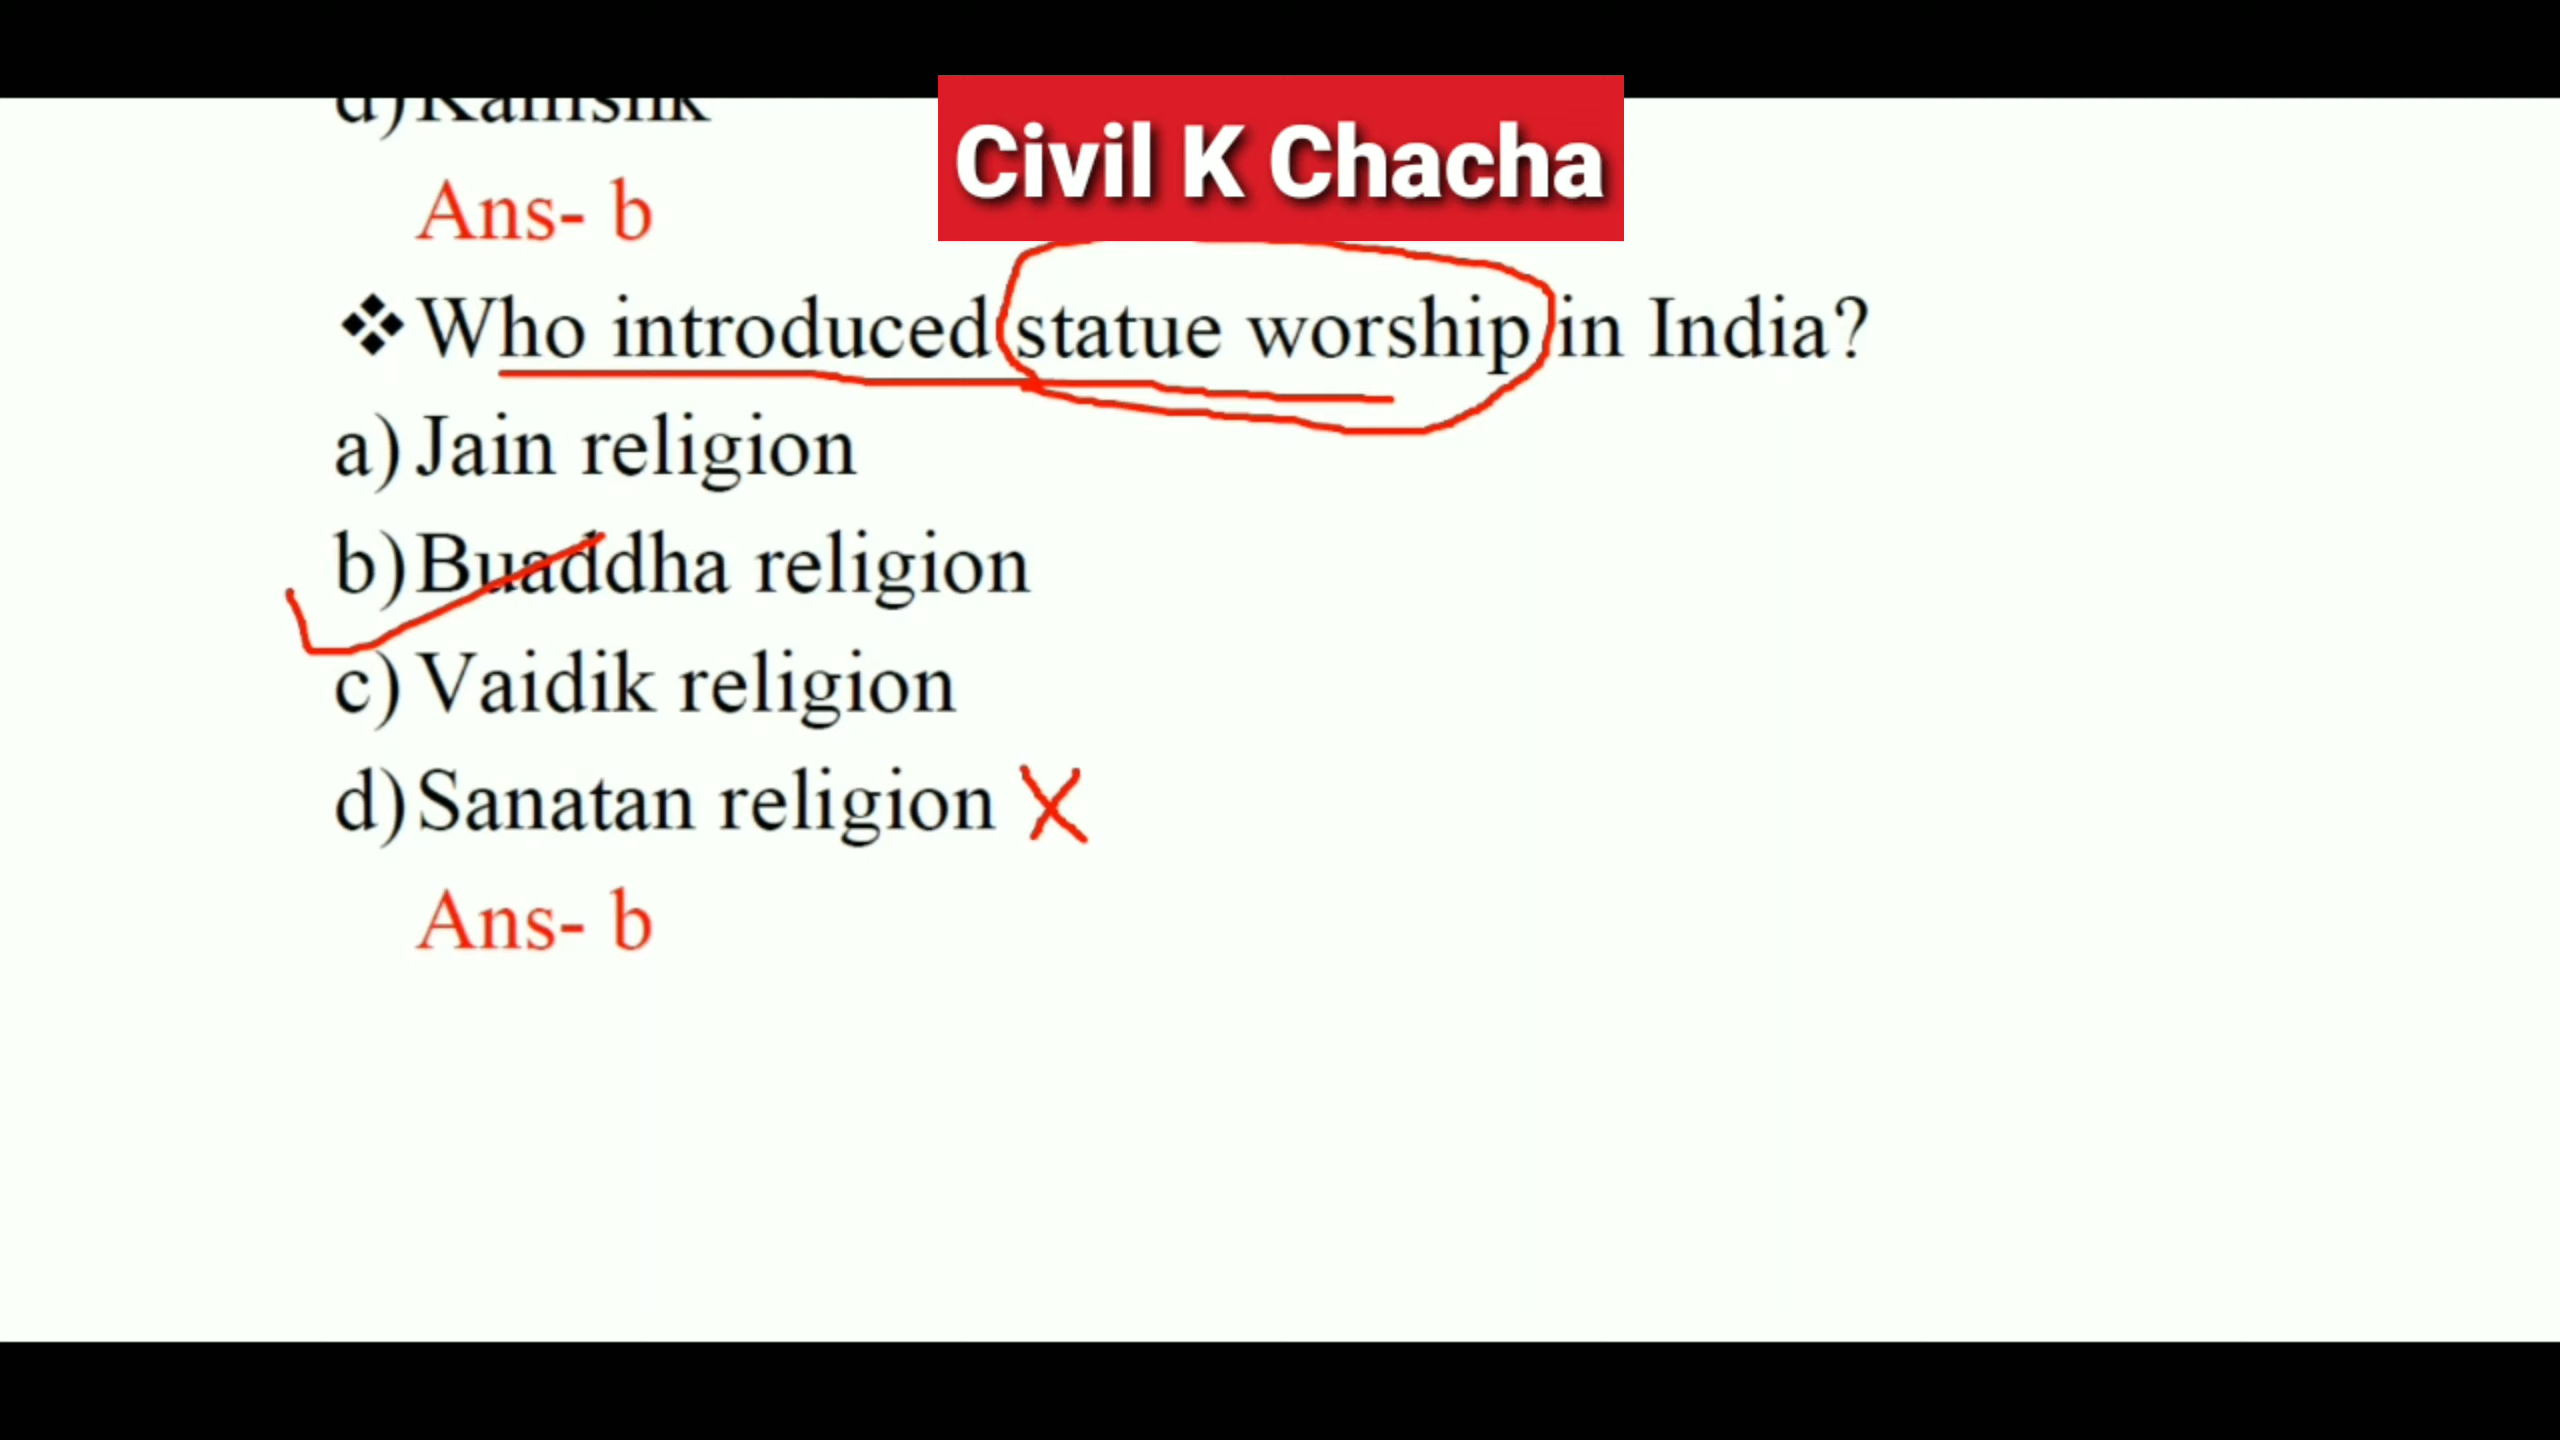 d) Kanishk
Civil K Chacha
Ans- b
❖ Who introduced statue worship in India?
a) Jain religion
b) Buaddha religion
c) Vaidik religion
d) Sanatan religion X
Ans- b